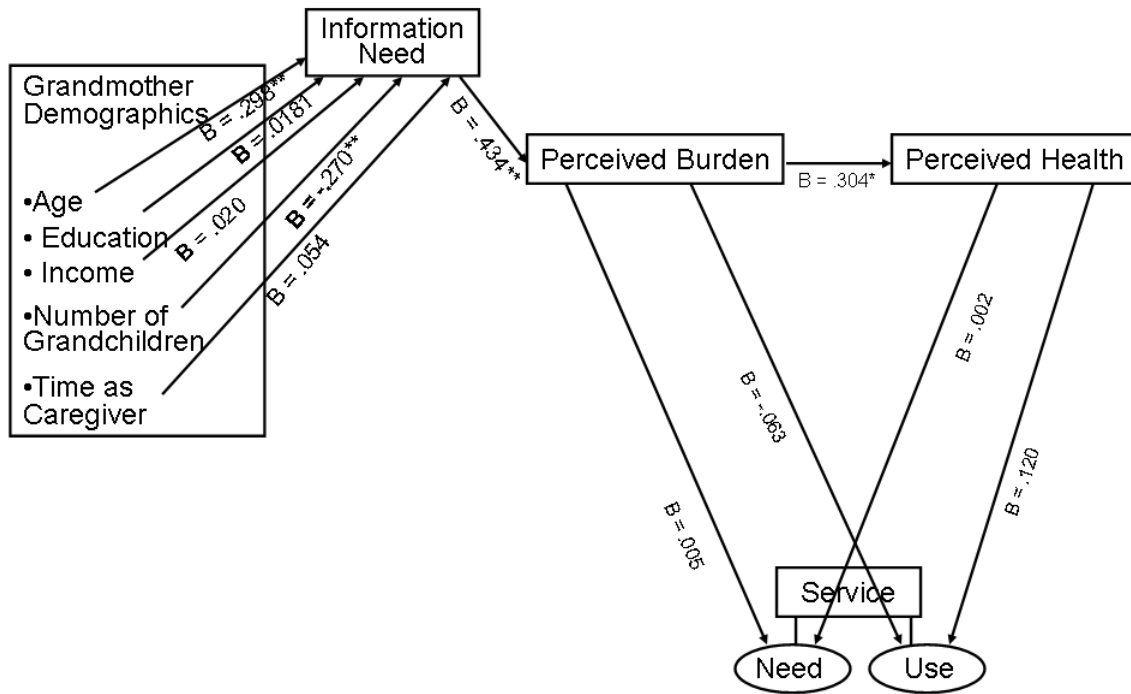 Information
Need
Grandmother
Demographics
•Age
• Education
• Income
•Number of
Grandchildren
•Time as
Caregiver
B = .298**
B = .0181
B = .020
B = -.270**
B = .054
B = .434**
Perceived Burden
B = .304*
Perceived Health
B = .005
B = -.063
B = .002
B = .120
Service
Need
Use